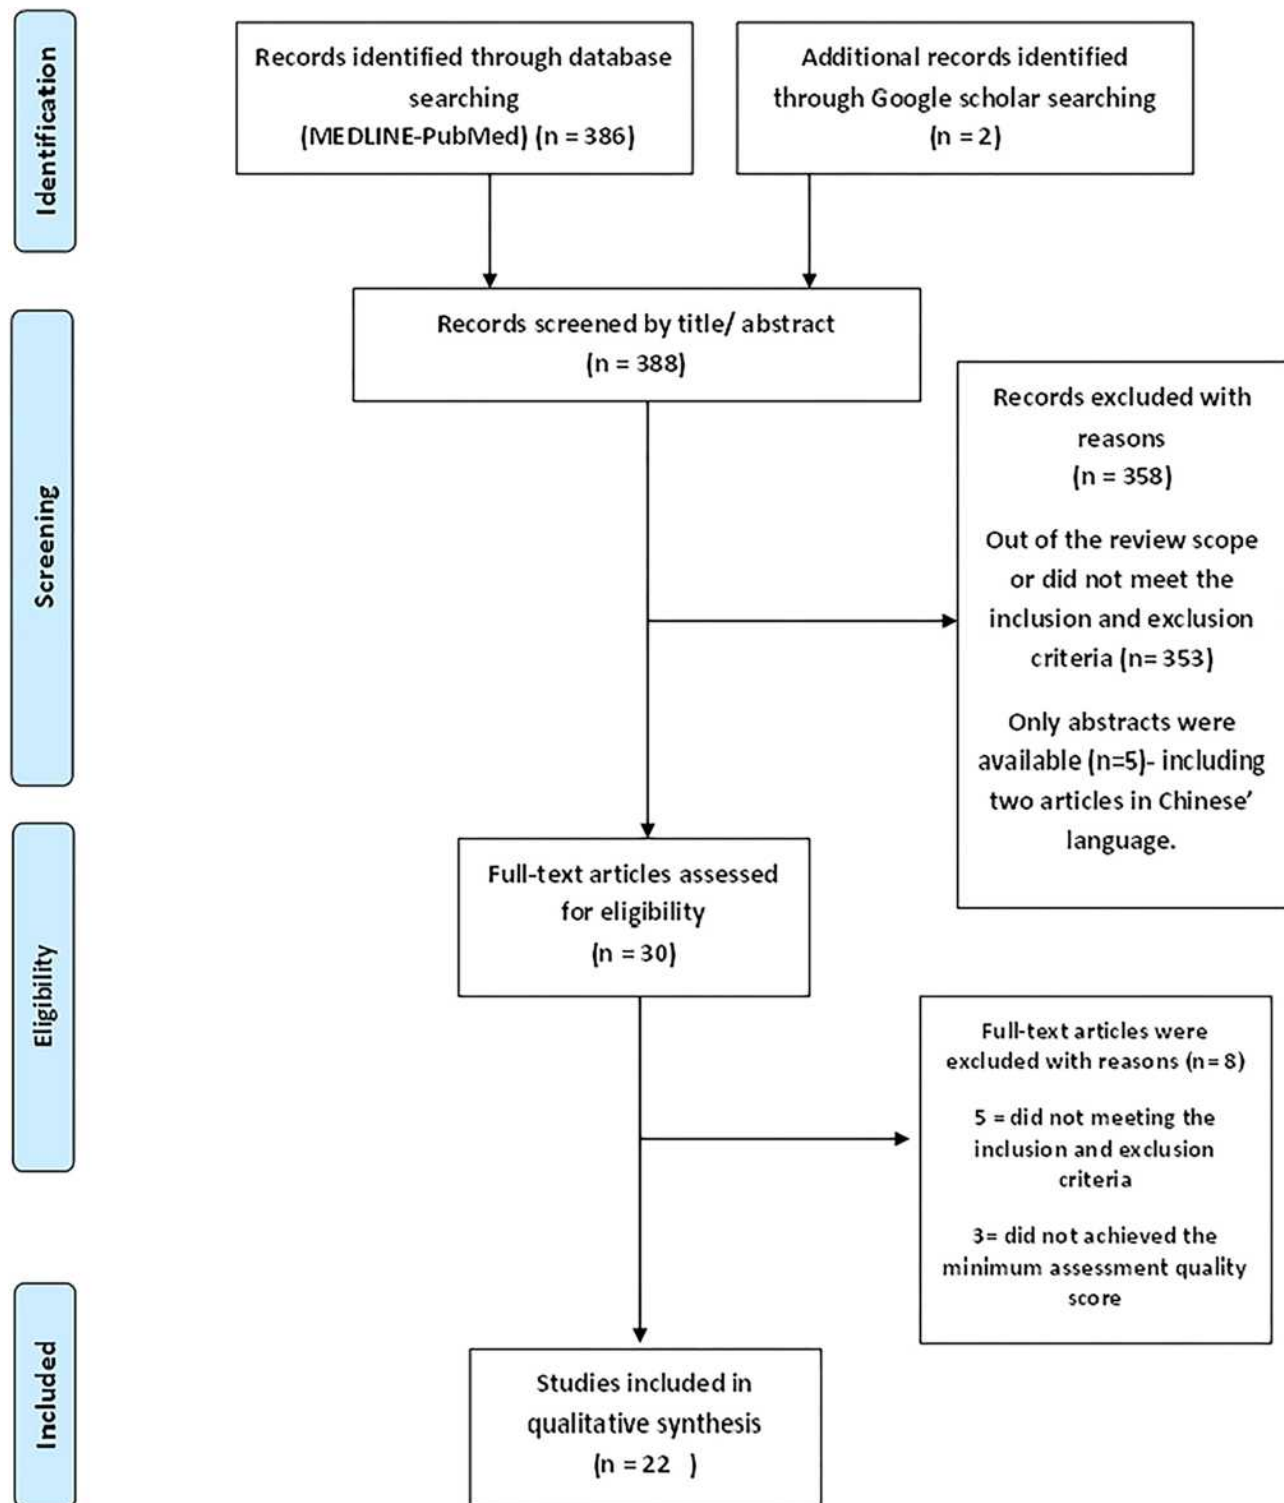 Identification
Records identified through database
searching
(MEDLINE-PubMed) (n = 386)
Additional records identified
through Google scholar searching
(n = 2)
Screening
Records screened by title/ abstract
(n = 388)
Records excluded with
reasons
(n = 358)
Out of the review scope
or did not meet the
inclusion and exclusion
criteria (n= 353)
Only abstracts were
available (n=5)- including
two articles in Chinese’
language.
Eligibility
Full-text articles assessed
for eligibility
(n = 30)
Full-text articles were
excluded with reasons (n= 8)
5 = did not meeting the
inclusion and exclusion
criteria
3= did not achieved the
minimum assessment quality
score
Included
Studies included in
qualitative synthesis
(n = 22 )